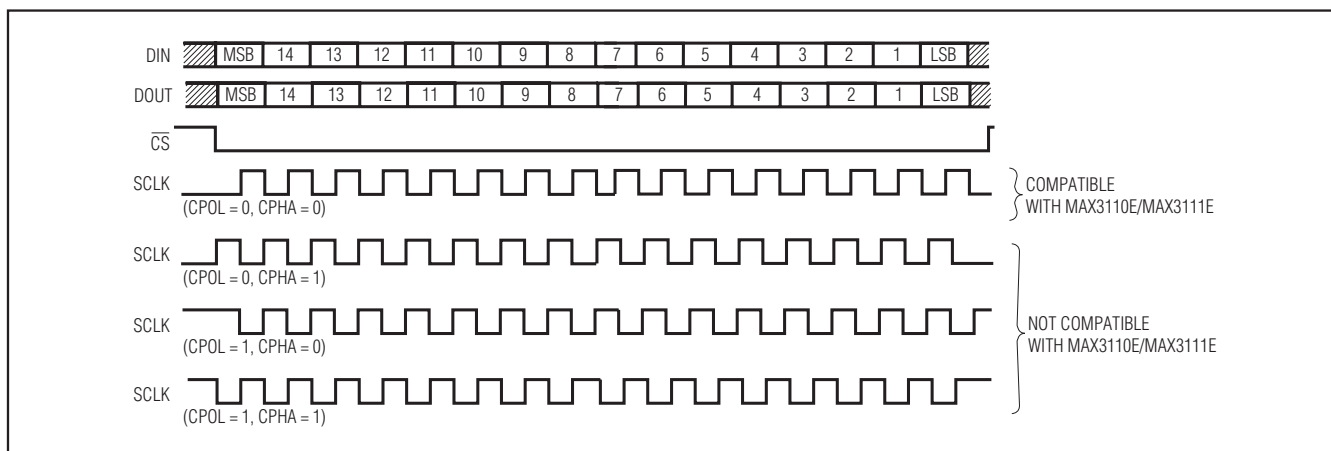 DIN MSB 14 13 12 11 10 9 8 7 6 5 4 3 2 1 LSB
DOUT MSB 14 13 12 11 10 9 8 7 6 5 4 3 2 1 LSB
CS
SCLK
(CPOL = 0, CPHA = 0)
COMPATIBLE
WITH MAX3110E/MAX3111E
SCLK
(CPOL = 0, CPHA = 1)
SCLK
(CPOL = 1, CPHA = 0)
NOT COMPATIBLE
WITH MAX3110E/MAX3111E
SCLK
(CPOL = 1, CPHA = 1)